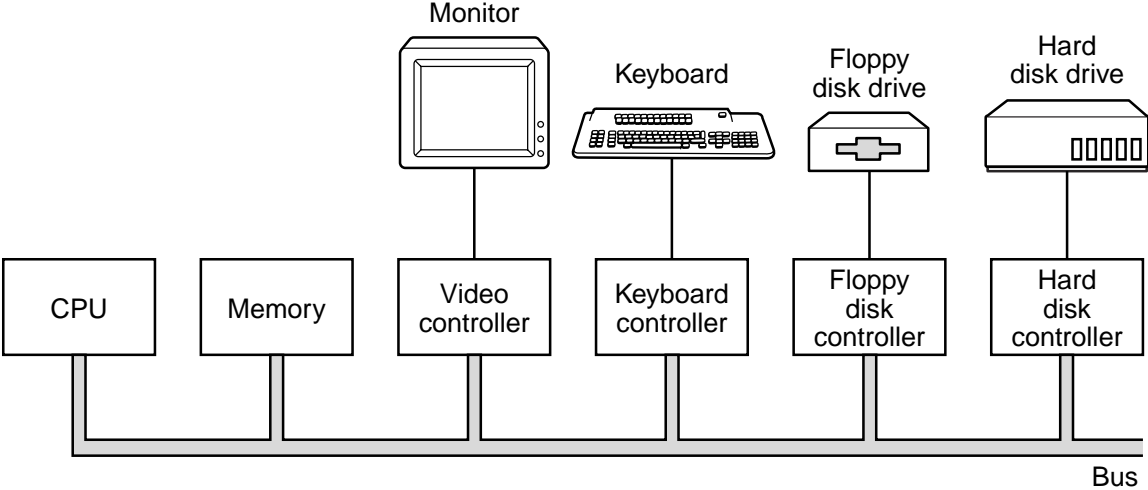 Monitor
Keyboard
Floppy
disk drive
Hard
disk drive
CPU
Memory
Video
controller
Keyboard
controller
Floppy
disk
controller
Hard
disk
controller
Bus